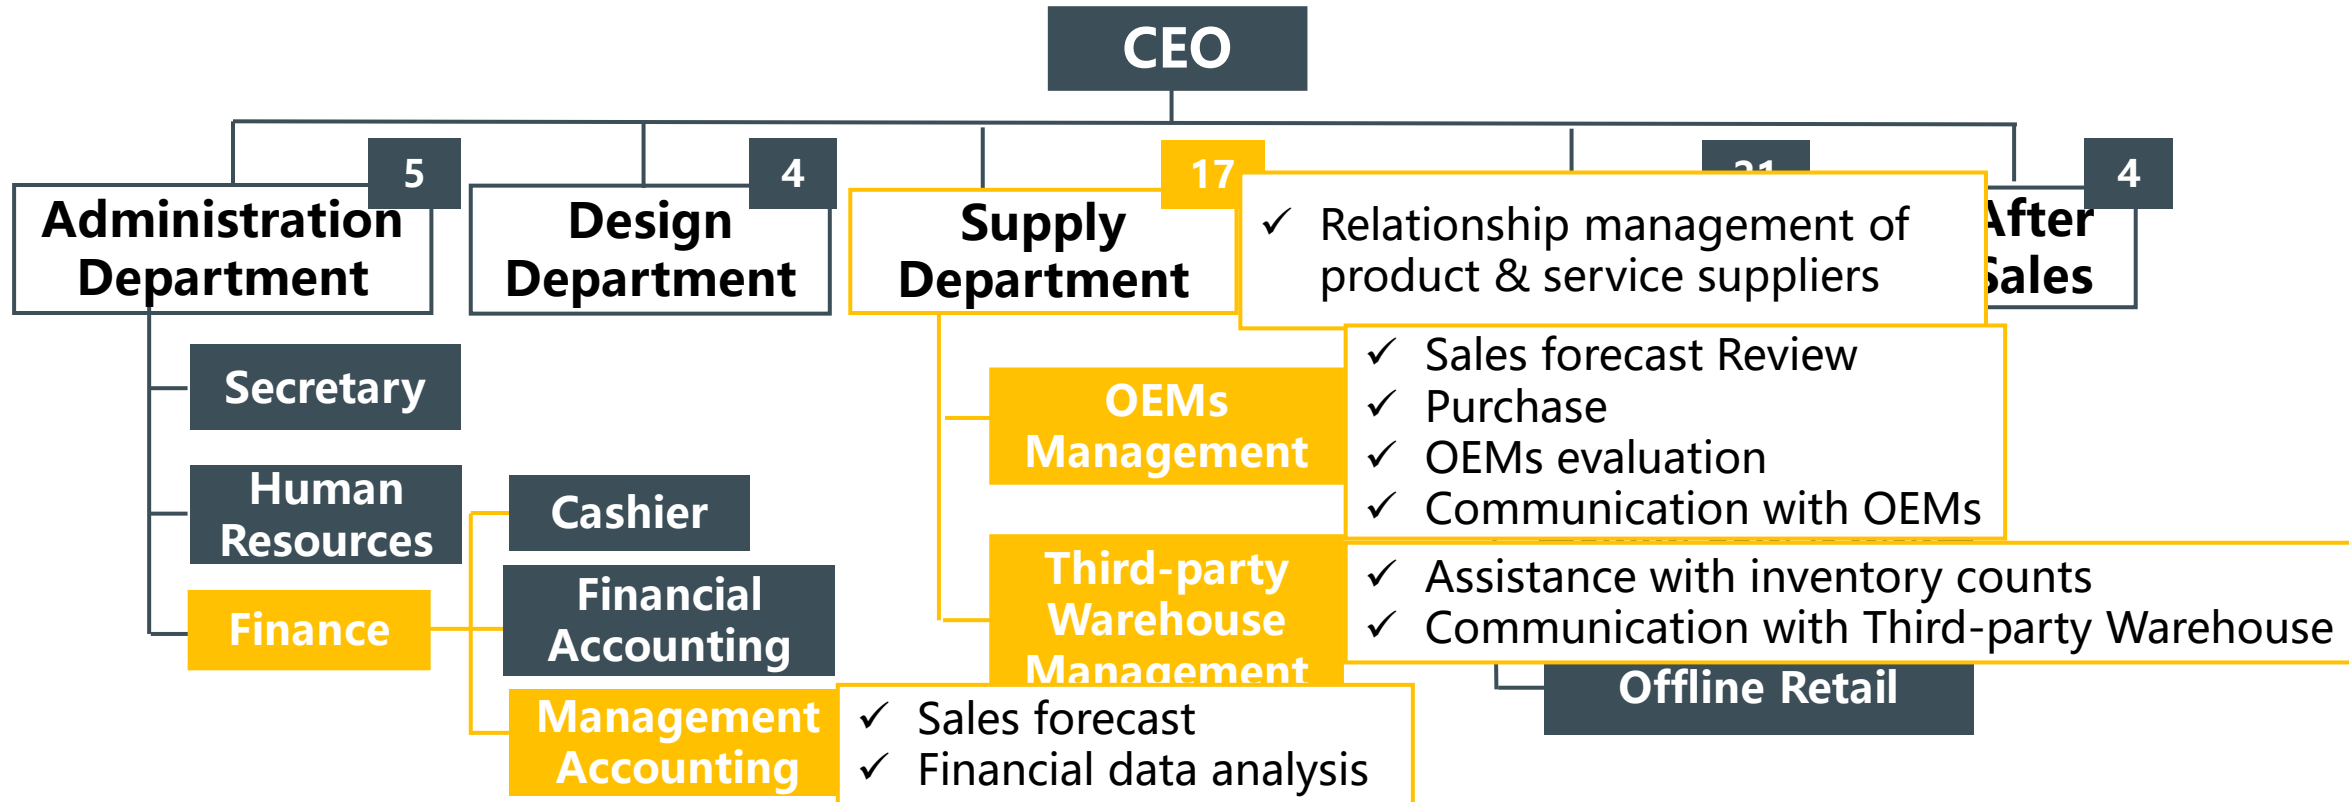 CEO
5
4
17
4
Administration
Department
Design
Department
Supply
Department
✓ Relationship management of
product & service suppliers
After
Sales
Secretary
Human
Resources
Finance
Cashier
Financial
Accounting
Management
Accounting
OEMs
Management
✓ Sales forecast Review
✓ Purchase
✓ OEMs evaluation
✓ Communication with OEMs
Third-party
Warehouse
Management
✓ Assistance with inventory counts
✓ Communication with Third-party Warehouse
Offline Retail
✓ Sales forecast
✓ Financial data analysis